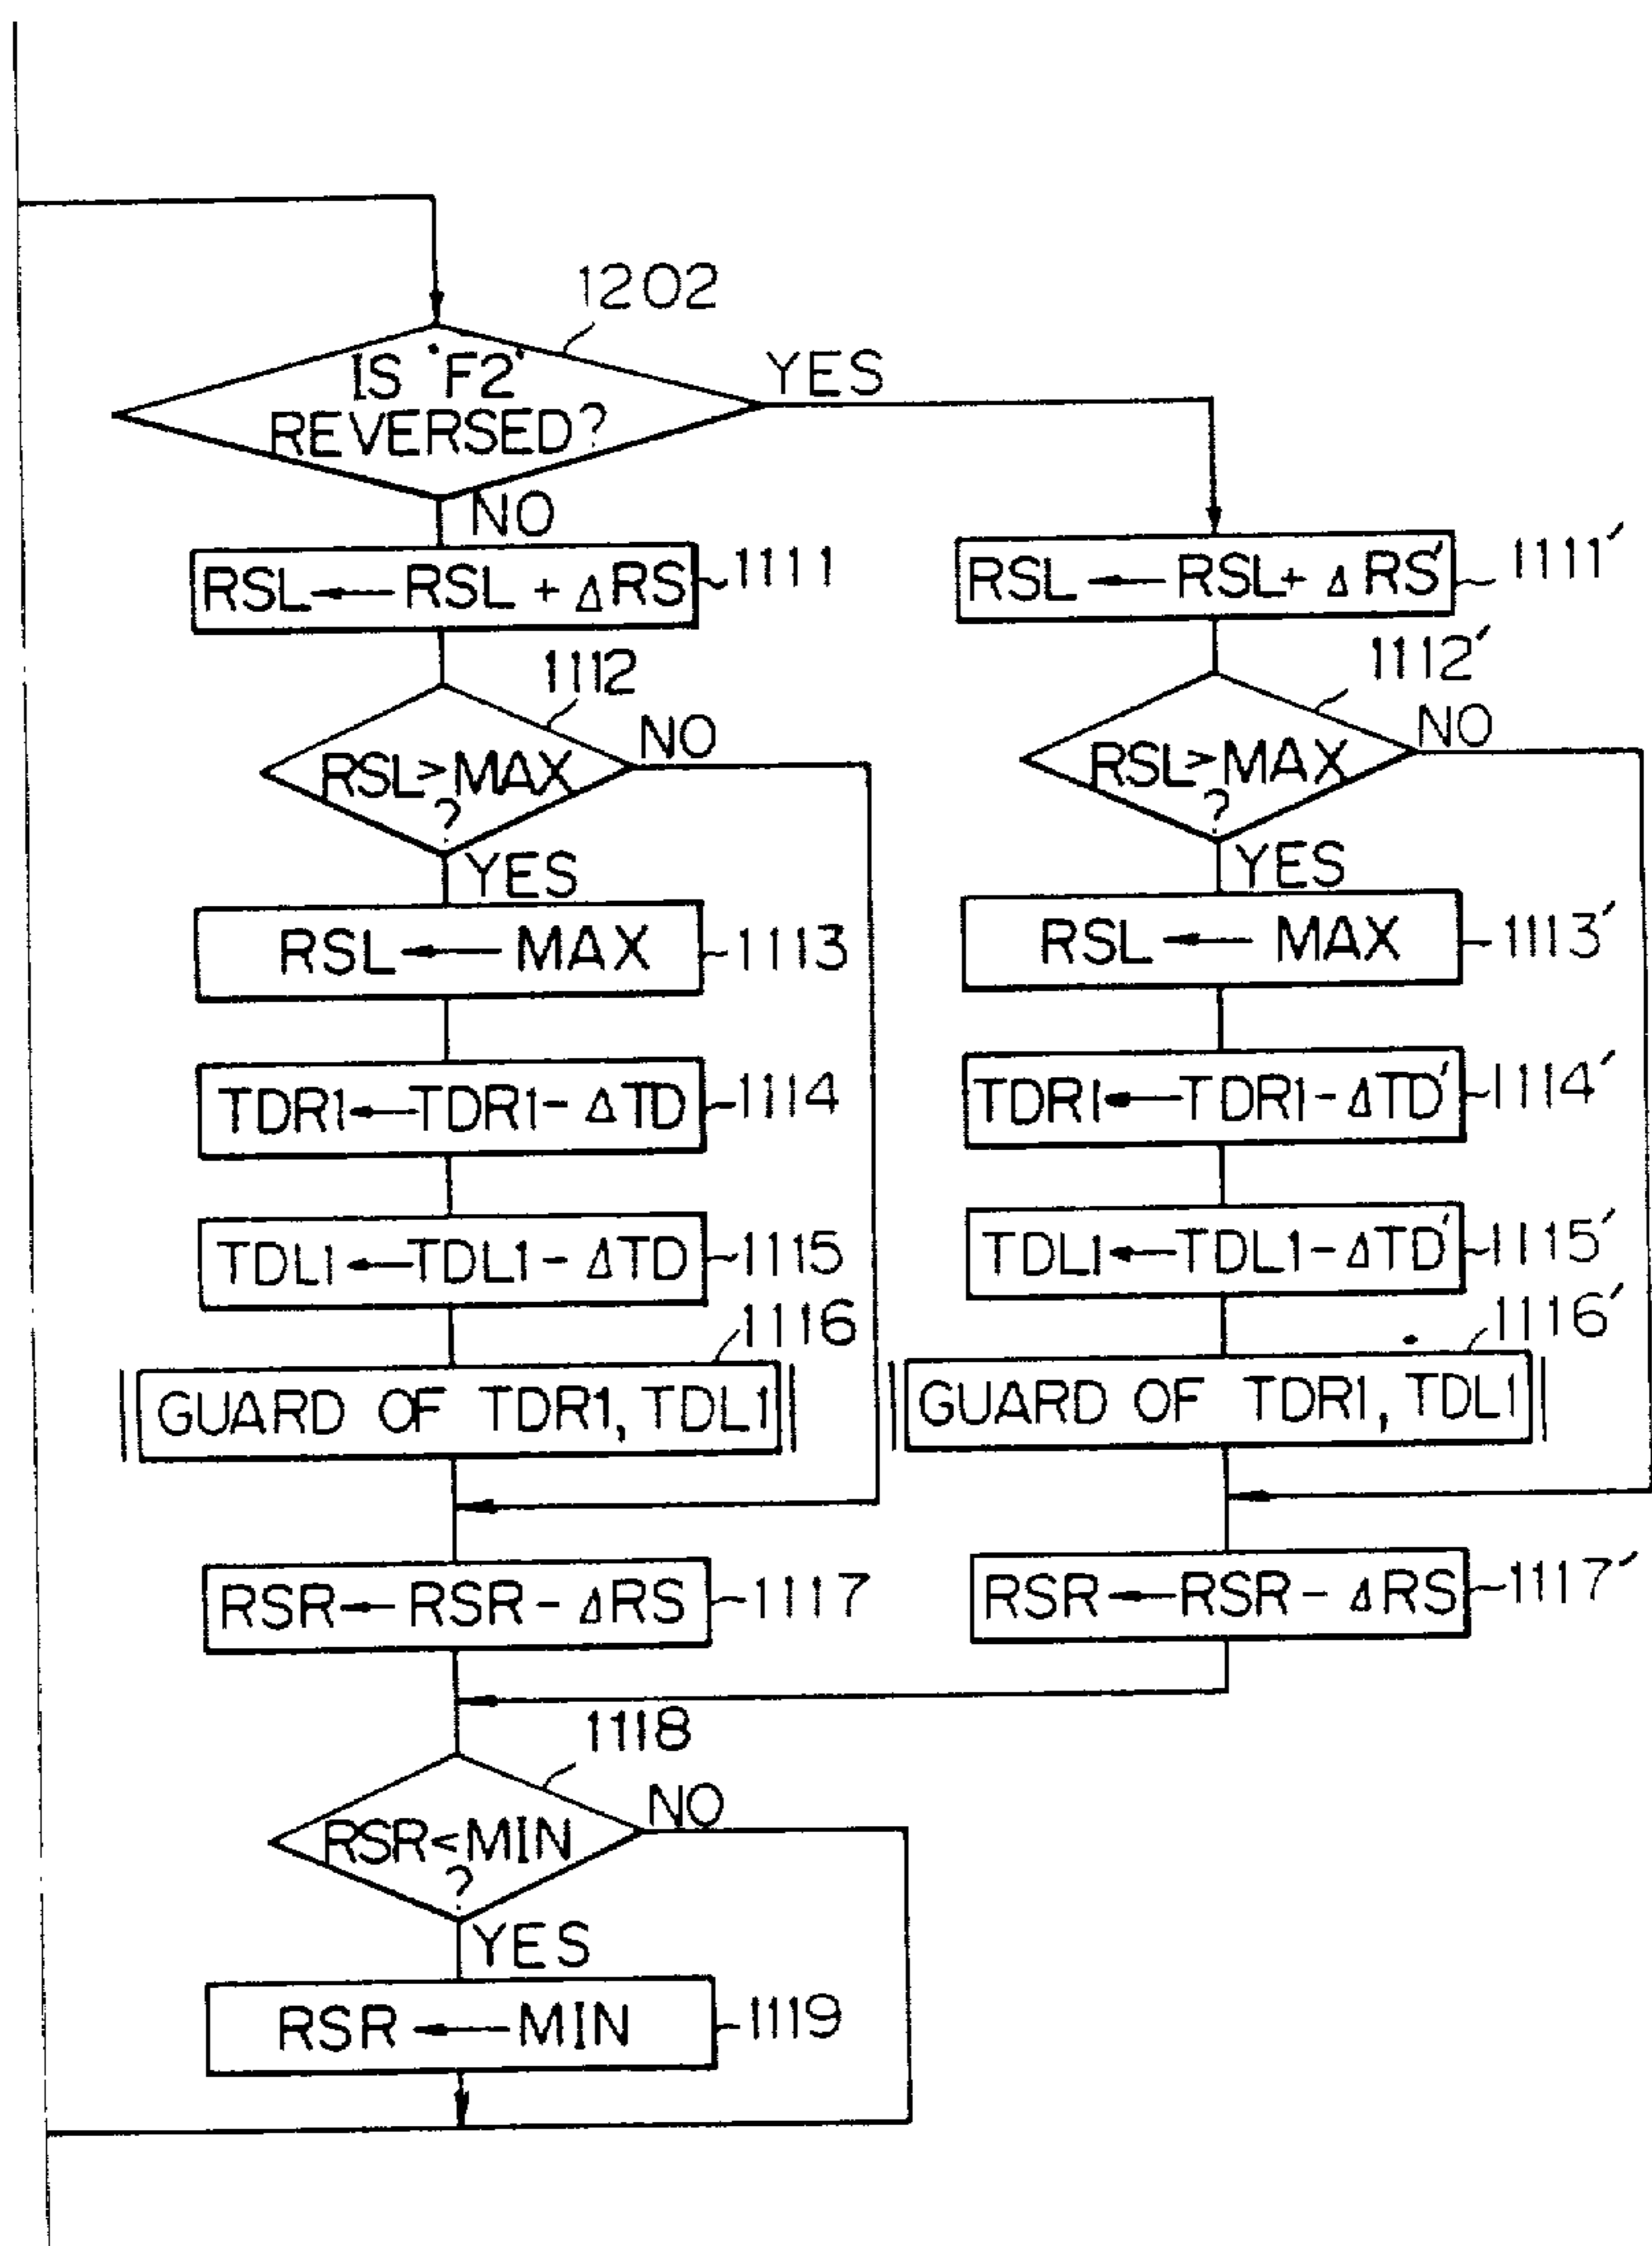 1202
IS 'F2'
REVERSED?
YES
NO
RSL ← RSL + ΔRS
1111
RSL ← RSL + ΔRS'
1111'
1112
RSL > MAX
?
NO
YES
1112'
RSL > MAX
?
NO
YES
RSL ← MAX
1113
RSL ← MAX
1113'
TDR1 ← TDR1 - ΔTD
1114
TDR1 ← TDR1 - ΔTD'
1114'
TDL1 ← TDL1 - ΔTD
1115
TDL1 ← TDL1 - ΔTD'
1115'
1116
GUARD OF TDR1, TDL1
1116'
GUARD OF TDR1, TDL1
RSR ← RSR - ΔRS
1117
RSR ← RSR - ΔRS
1117'
1118
RSR < MIN
?
NO
YES
RSR ← MIN
1119